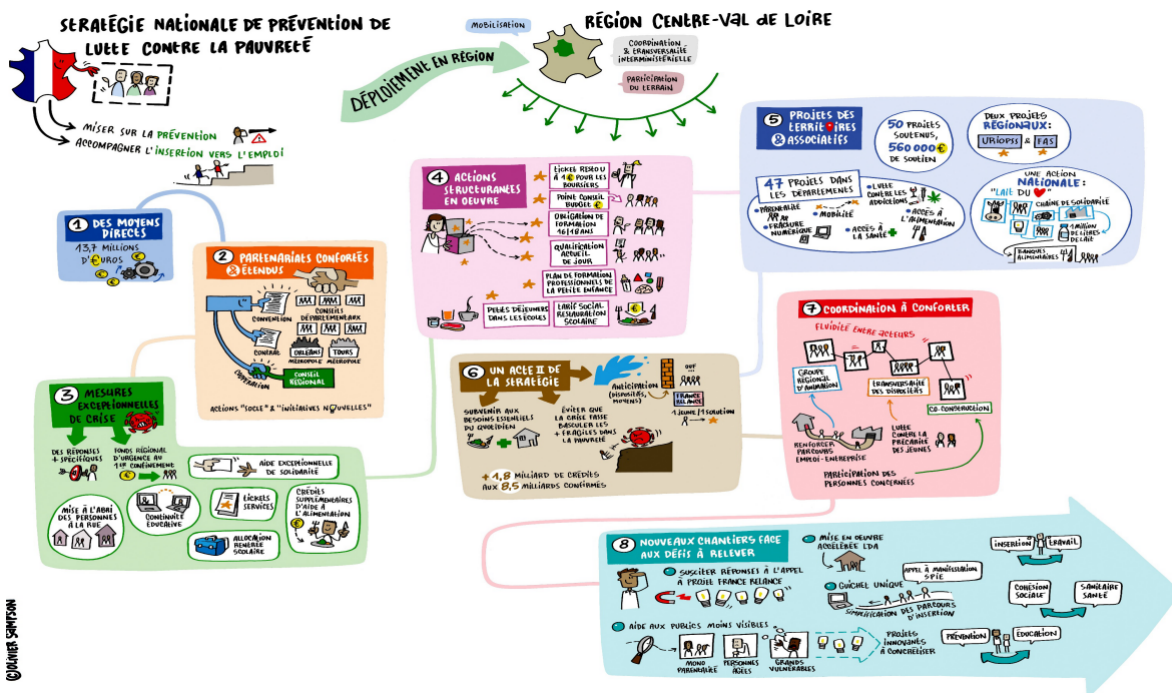 STRATÉGIE NATIONALE DE PRÉVENTION DE
LUTTE CONTRE LA PAUVRETÉ
MISER SUR LA PRÉVENTION
ACCOMPAGNER L'INSERTION VERS L'EMPLOI
DÉPLOIEMENT EN RÉGION
MOBILISATION
RÉGION CENTRE-VAL de LOIRE
COORDINATION
& TRANSVERSALITÉ
INTERMINISTÉRIELLE
PARTICIPATION
DU TERRAIN
1 DES MOYENS
DIRECTS
13,7 MILLIONS
D'€UROS
2 PARTENARIATS CONFORÉES
& ÉTENDUS
CONVENTION
CONSEILS
DÉPARTEMENTAUX
CONTRAT
ORLÉANS
MÉTROPOLE
TOURS
MÉTROPOLE
COOPÉRATION
CONSEIL
RÉGIONAL
ACTIONS "SOCLE" & "INITIATIVES NOUVELLES"
3 MESURES
EXCEPTIONNELLES
DE CRISE
DES RÉPONSES
+ SPÉCIFIQUES
FONDS RÉGIONAL
D'URGENCE AU
1ER CONFINEMENT
AIDE EXCEPTIONNELLE
DE SOLIDARITÉ
MISE À L'ABRI
DES PERSONNES
À LA RUE
CONTINUITÉ
ÉDUCATIVE
TICKETS
SERVICES
ALLOCATION
RENTRÉE
SCOLAIRE
CRÉDITS
SUPPLÉMENTAIRES
D'AIDE À
L'ALIMENTATION
4 ACTIONS
STRUCTURANTES
EN OEUVRE
TICKET RESTO U
À 1€ POUR LES
BOURSIERS
POINT CONSEIL
BUDGET €
OBLIGATION DE
FORMATION
16/18 ANS
QUALIFICATION
ACCUEIL
DE JOUR
PLAN DE FORMATION
PROFESSIONNELS DE
LA PETITE ENFANCE
PETITS DÉJEUNERS
DANS LES ÉCOLES
TARIF SOCIAL
RESTAURATION
SCOLAIRE
5 PROJETS DES
TERRITOIRES
& ASSOCIATIFS
50 PROJETS
SOUTENUS,
560 000 €
DE SOUTIEN
DEUX PROJETS
RÉGIONAUX:
URIOPSS & FAS
47 PROJETS DANS
LES DÉPARTEMENTS
PARENTALITÉ
MOBILITÉ
LUTTE
CONTRE LES
ADDICTIONS
FRACTURE
NUMÉRIQUE
ACCÈS
À LA SANTÉ
ACCÈS
À L'ALIMENTATION
UNE ACTION
NATIONALE:
"LAIT DU ♥"
CHAÎNE DE SOLIDARITÉ
1 MILLION
DE LITRES
DE LAIT
BANQUES
ALIMENTAIRES
6 UN ACTE II DE
LA STRATÉGIE
SUBVENIR AUX
BESOINS ESSENTIELS
DU QUOTIDIEN
ÉVITER QUE
LA CRISE FASSE
BASCULER LES
+ FRAGILES DANS
LA PAUVRETÉ
ANTICIPATION
(DISPOSITIFS,
MOYENS)
OUF
...
FRANCE
RELANCE
1 JEUNE / 1 SOLUTION
+ 1,8 MILLIARD DE CRÉDITS
AUX 8,5 MILLIARDS CONFIRMÉS
7 COORDINATION À CONFORTER
FLUIDITÉ ENTRE ACTEURS
GROUPE
RÉGIONAL
D'ANIMATION
TRANSVERSALITÉ
DES DISPOSITIFS
CO-CONSTRUCTION
RENFORCER
PARCOURS
EMPLOI-ENTREPRISE
LUTTE
CONTRE LA
PRÉCARITÉ
DES JEUNES
PARTICIPATION DES
PERSONNES CONCERNÉES
8 NOUVEAUX CHANTIERS FACE
AUX DÉFIS À RELEVER
SUSCITER RÉPONSES À L'APPEL
À PROJET FRANCE RELANCE
MISE EN OEUVRE
ACCÉLÉRÉE LDA
GUICHET UNIQUE
APPEL À MANIFESTATION
SPIE
SIMPLIFICATION DES PARCOURS
D'INSERTION
AIDE AUX PUBLICS MOINS VISIBLES
MONO
PARENTALITÉ
PERSONNES
AGÉES
GRANDS
VULNÉRABLES
PROJETS
INNOVANTS
À CONCRÉTISER
INSERTION
TRAVAIL
COHÉSION
SOCIALE
SANITAIRE
SANTÉ
PRÉVENTION
ÉDUCATION
©OLIVIER SAMPSON